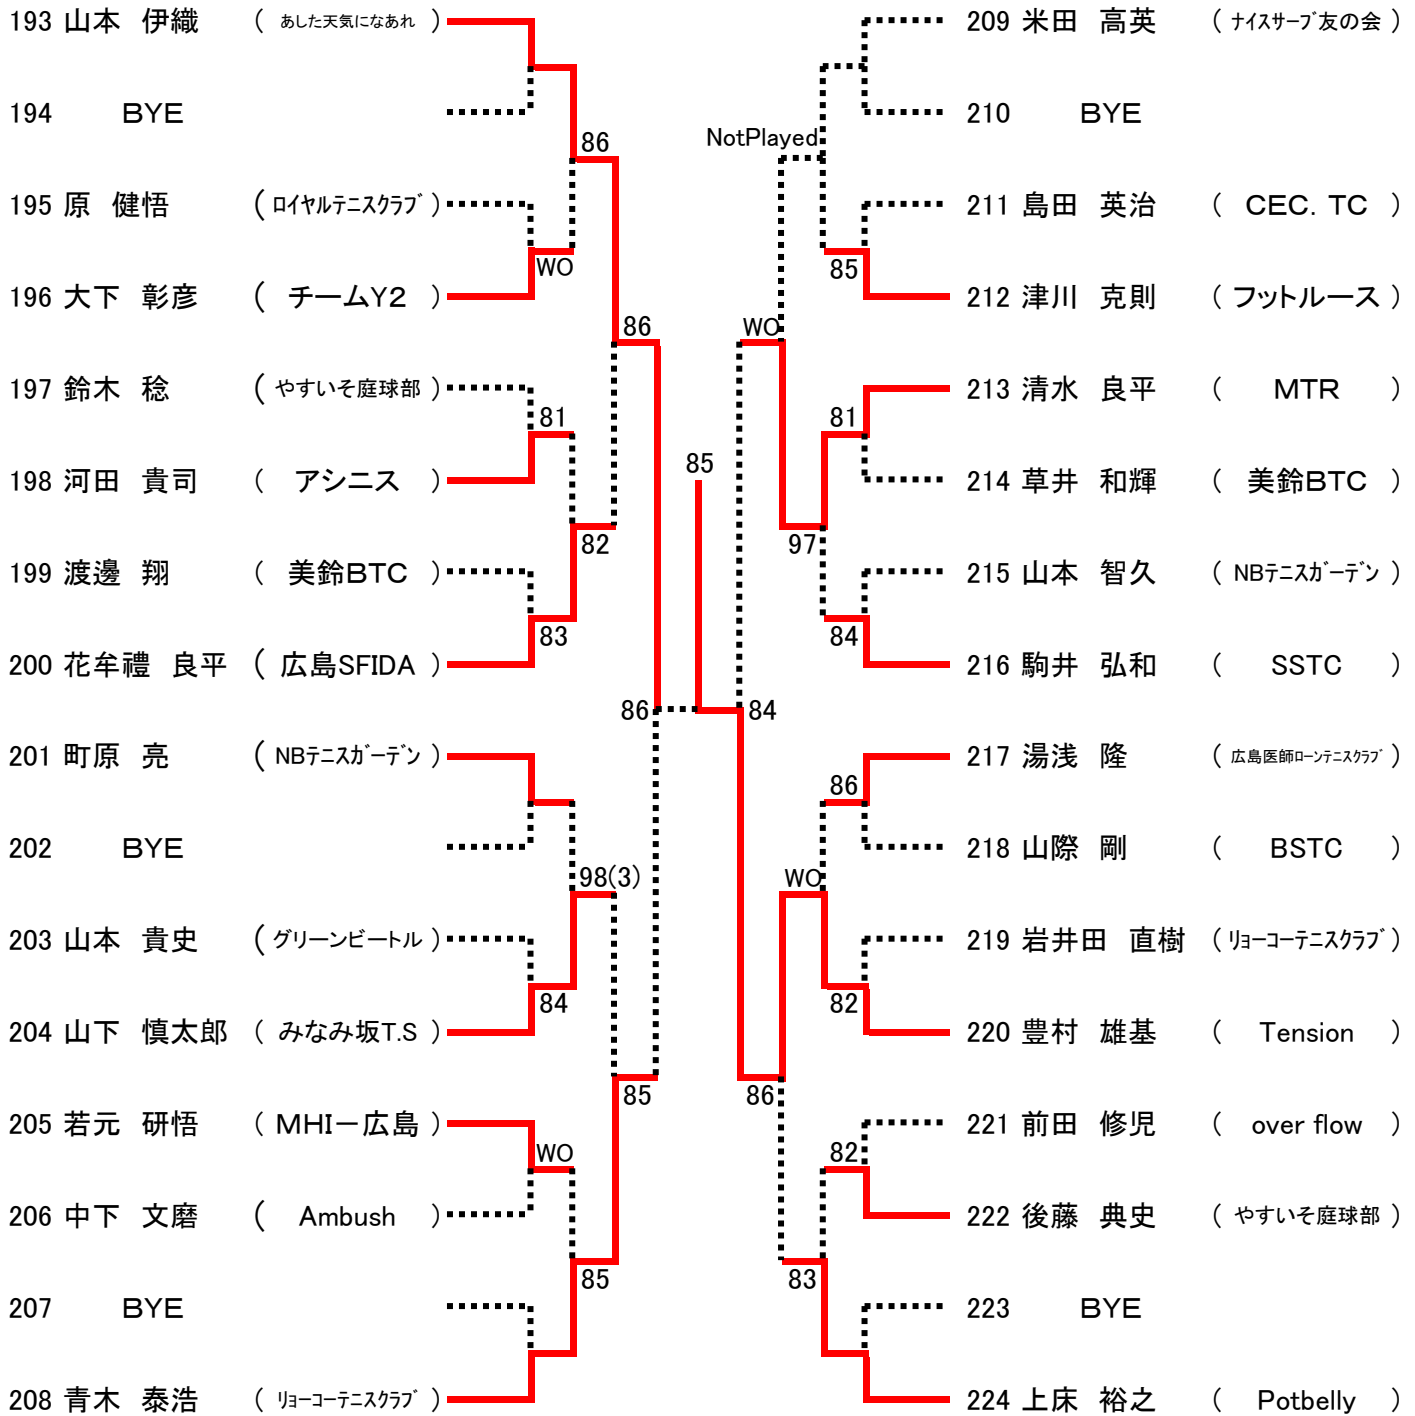 193 山本　伊織　（ あした天気になあれ ）
194　BYE
195 原　健悟　（ ロイヤルテニスクラブ ）
196 大下　彰彦　（ チームY2 ）
197 鈴木　稔　（ やすいそ庭球部 ）
198 河田　貴司　（ アシニス ）
199 渡邊　翔　（ 美鈴BTC ）
200 花牟禮　良平　（ 広島SFIDA ）
201 町原　亮　（ NBテニスガーデン ）
202　BYE
203 山本　貴史　（ グリーンビートル ）
204 山下　慎太郎　（ みなみ坂T.S ）
205 若元　研悟　（ MHI－広島 ）
206 中下　文磨　（ Ambush ）
207　BYE
208 青木　泰浩　（ リョーコーテニスクラブ ）
WO
81
83
84
WO
86
82
98(3)
85
86
85
86
85
84
WO
86
NotPlayed
97
WO
83
85
81
84
86
82
82
209 米田　高英　（ ナイスサーブ友の会 ）
210　BYE
211 島田　英治　（ CEC. TC ）
212 津川　克則　（ フットルース ）
213 清水　良平　（ MTR ）
214 草井　和輝　（ 美鈴BTC ）
215 山本　智久　（ NBテニスガーデン ）
216 駒井　弘和　（ SSTC ）
217 湯浅　隆　（ 広島医師ローンテニスクラブ ）
218 山際　剛　（ BSTC ）
219 岩井田　直樹　（ リョーコーテニスクラブ ）
220 豊村　雄基　（ Tension ）
221 前田　修児　（ over flow ）
222 後藤　典史　（ やすいそ庭球部 ）
223　BYE
224 上床　裕之　（ Potbelly ）